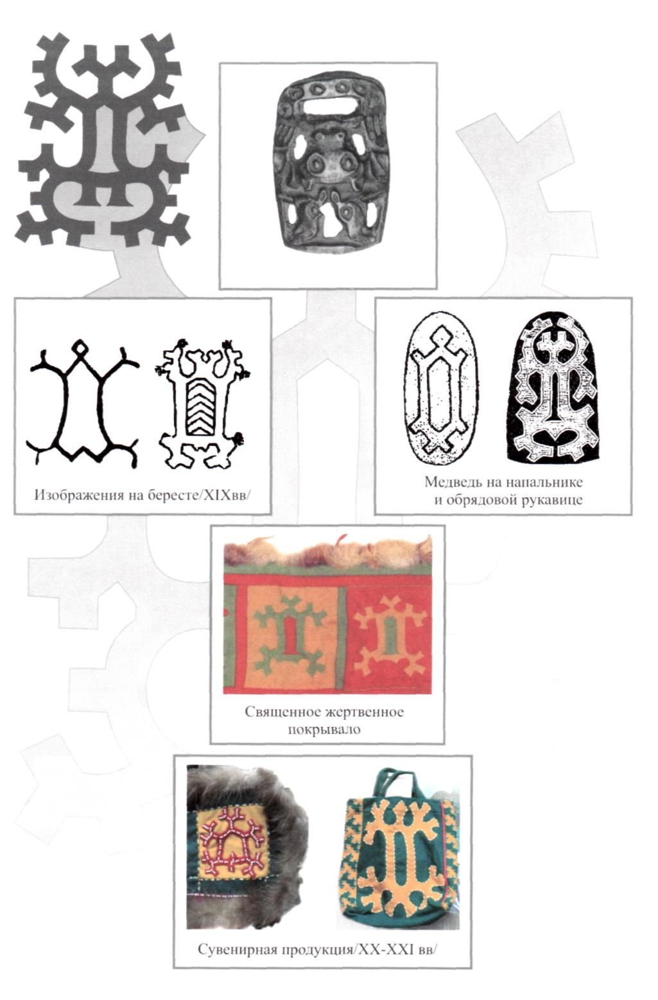 Изображения на бересте/XIXвв/
Медведь на напальнике
и обрядовой рукавице
Священное жертвенное
покрывало
Сувенирная продукция/XX-XXI вв/